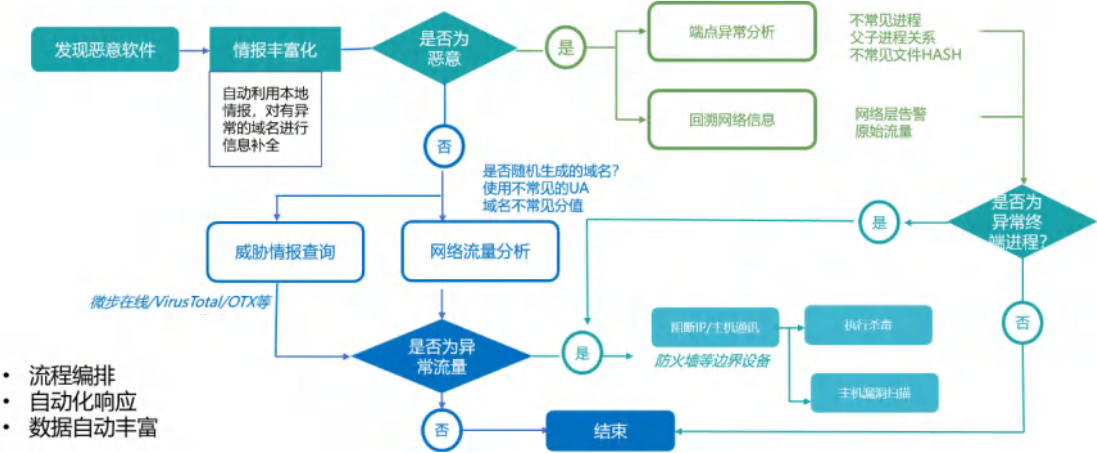 发现恶意软件
情报丰富化
自动利用本地
情报，对有异
常的域名进行
信息补全
是否为
恶意
是
端点异常分析
不常见进程
父子进程关系
不常见文件HASH
回溯网络信息
网络层告警
原始流量
否
是否随机生成的域名？
使用不常见的UA
域名不常见分值
威胁情报查询
网络流量分析
微步在线/VirusTotal/OTX等
是否为异
常流量
是
是否为
异常终
端进程？
是
否
阻断IP/主机通讯
防火墙等边界设备
执行杀毒
主机漏洞扫描
否
结束
• 流程编排
• 自动化响应
• 数据自动丰富